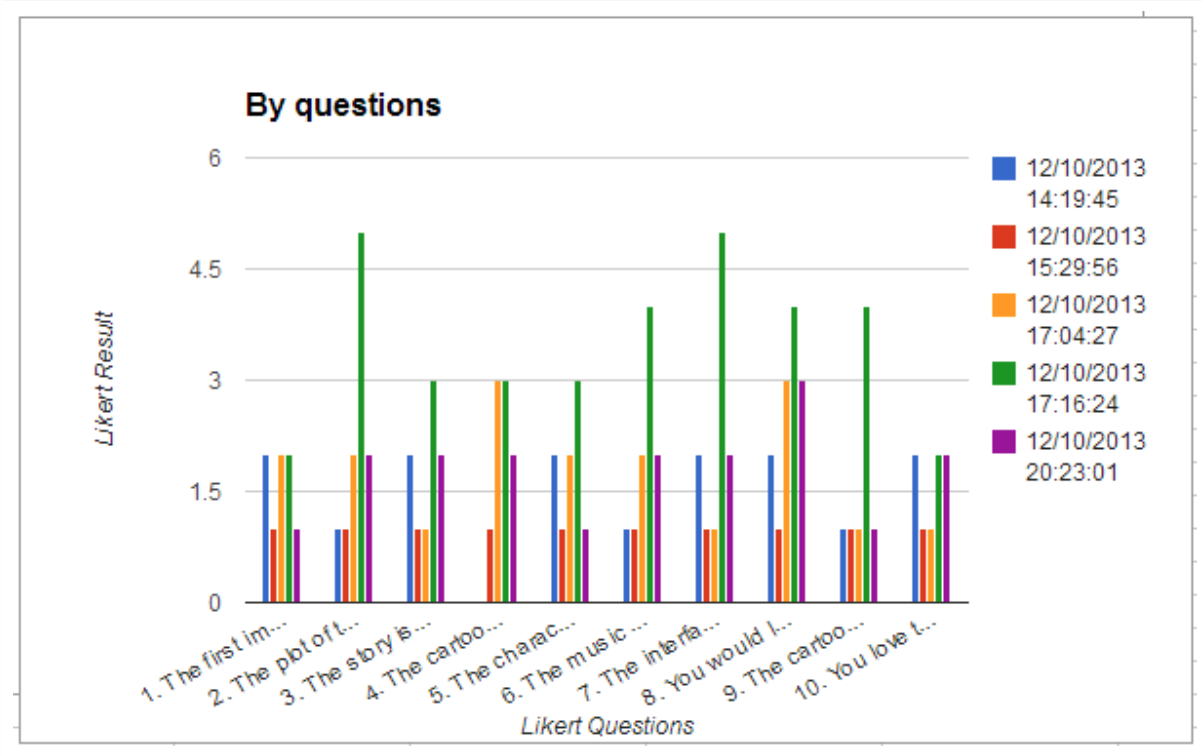 By questions
6
4.5
3
1.5
0
Likert Result
12/10/2013
14:19:45
12/10/2013
15:29:56
12/10/2013
17:04:27
12/10/2013
17:16:24
12/10/2013
20:23:01
1. The first im...
2. The plot of t...
3. The story is...
4. The cartoo...
5. The charac...
6. The music ...
7. The interfa...
8. You would l...
9. The cartoo...
10. You love t...
Likert Questions